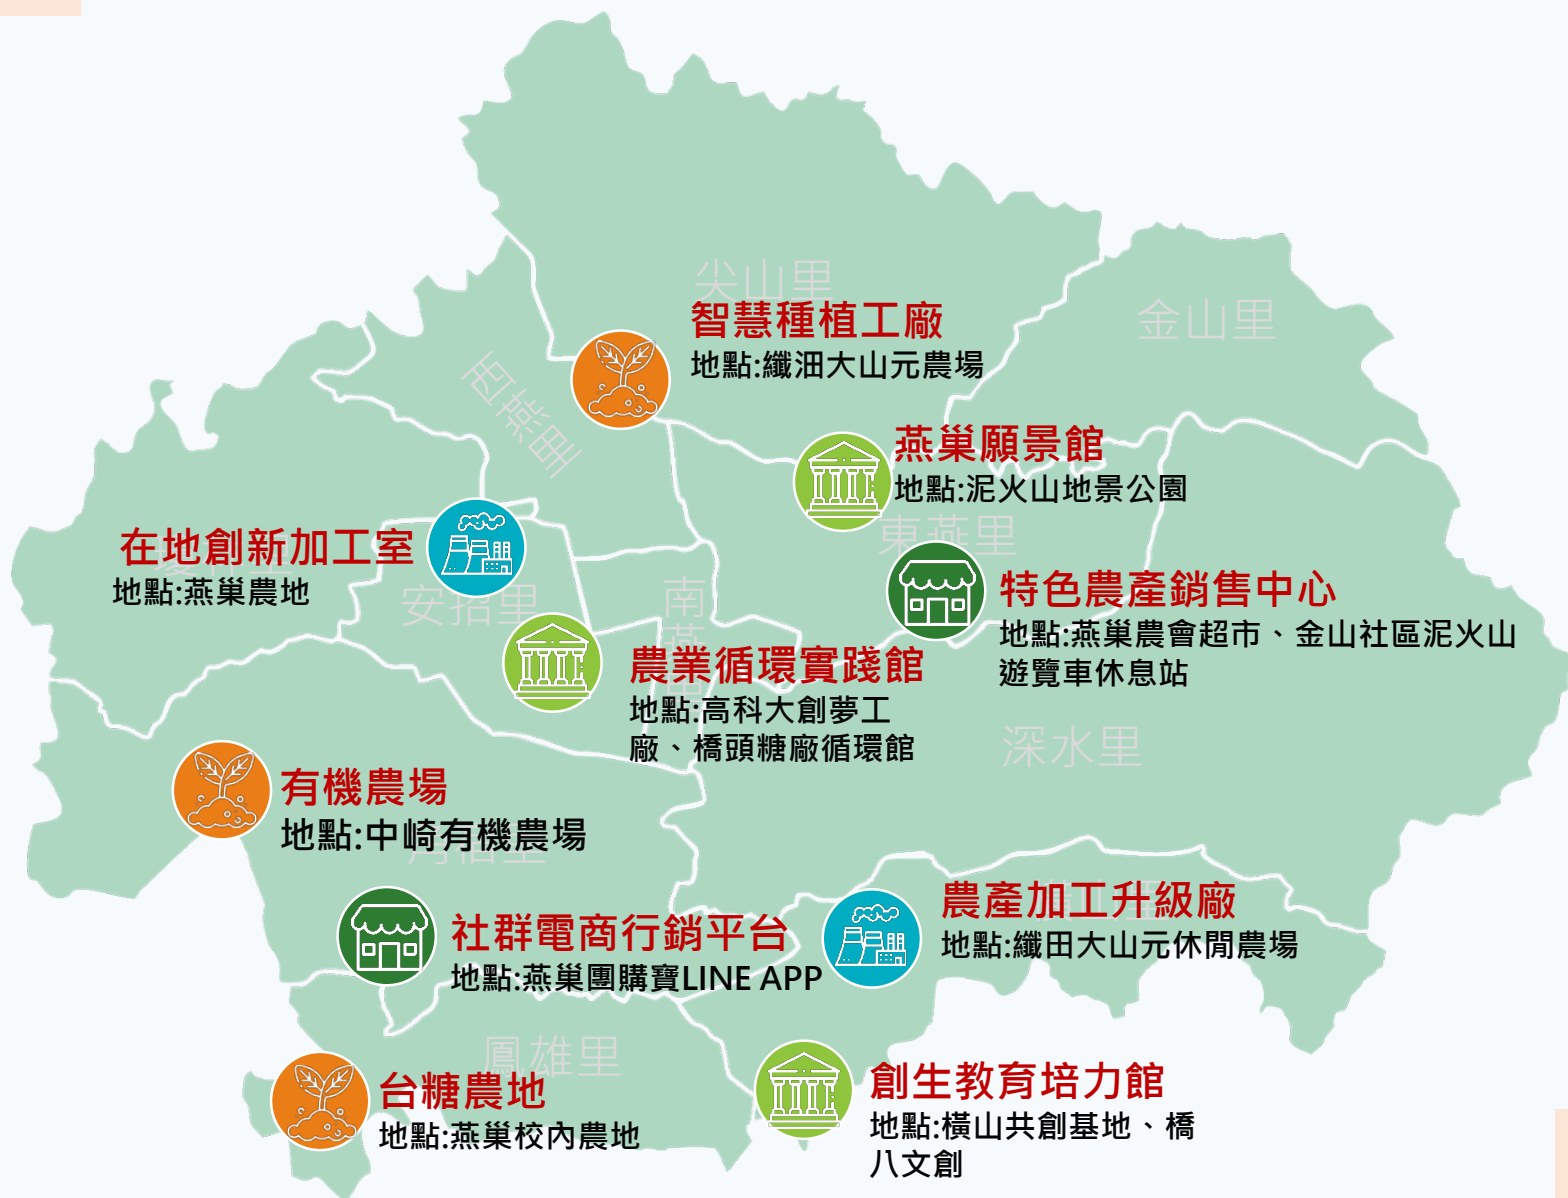 尖山里
智慧種植工廠
地點:纖沺大山元農場
金山里
西燕里
燕巢願景館
地點:泥火山地景公園
東燕里
在地創新加工室
地點:燕巢農地
安招里
南燕
特色農產銷售中心
地點:燕巢農會超市、金山社區泥火山
遊覽車休息站
農業循環實踐館
地點:高科大創夢工
廠、橋頭糖廠循環館
深水里
有機農場
地點:中崎有機農場
農產加工升級廠
地點:纖田大山元休閒農場
社群電商行銷平台
地點:燕巢團購寶LINE APP
鳳雄里
台糖農地
地點:燕巢校內農地
創生教育培力館
地點:橫山共創基地、橋
八文創